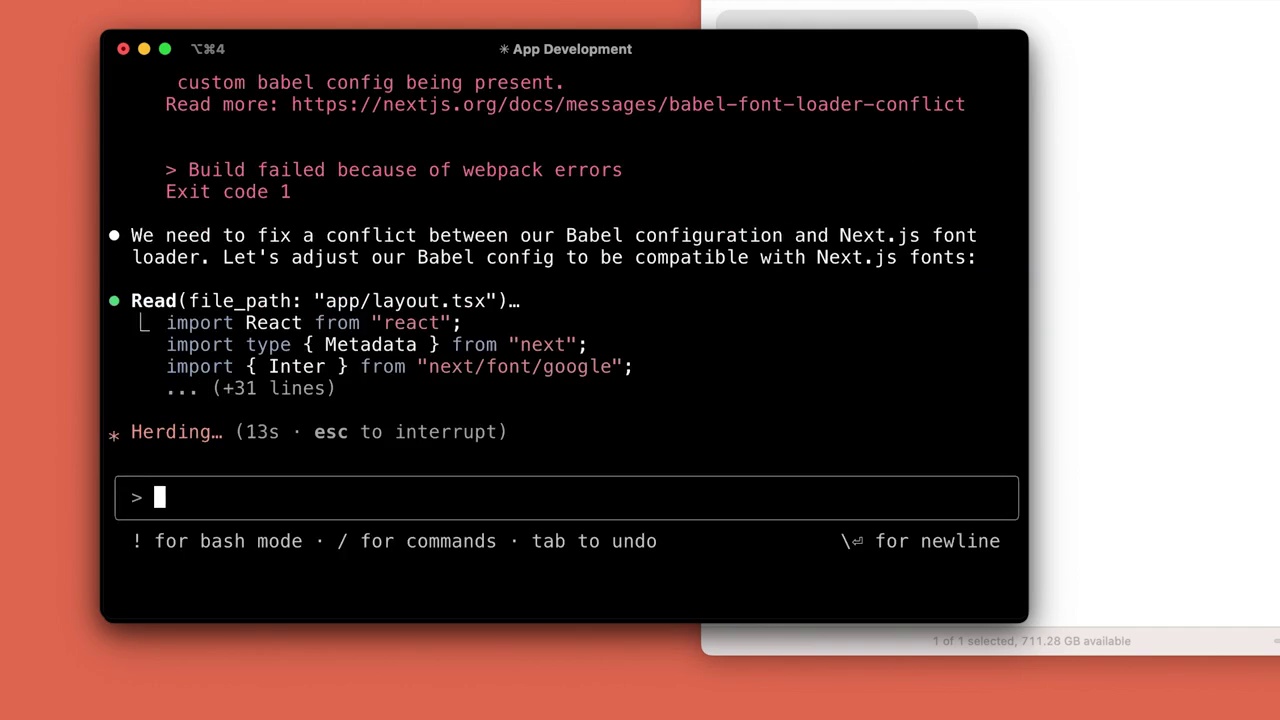 ⌥⌘4
✳ App Development
custom babel config being present.
Read more: https://nextjs.org/docs/messages/babel-font-loader-conflict
> Build failed because of webpack errors
Exit code 1
● We need to fix a conflict between our Babel configuration and Next.js font
loader. Let's adjust our Babel config to be compatible with Next.js fonts:
● Read(file_path: "app/layout.tsx")…
⎿ import React from "react";
import type { Metadata } from "next";
import { Inter } from "next/font/google";
... (+31 lines)
* Herding… (13s · esc to interrupt)
>
! for bash mode · / for commands · tab to undo
\⏎ for newline
1 of 1 selected, 711.28 GB available